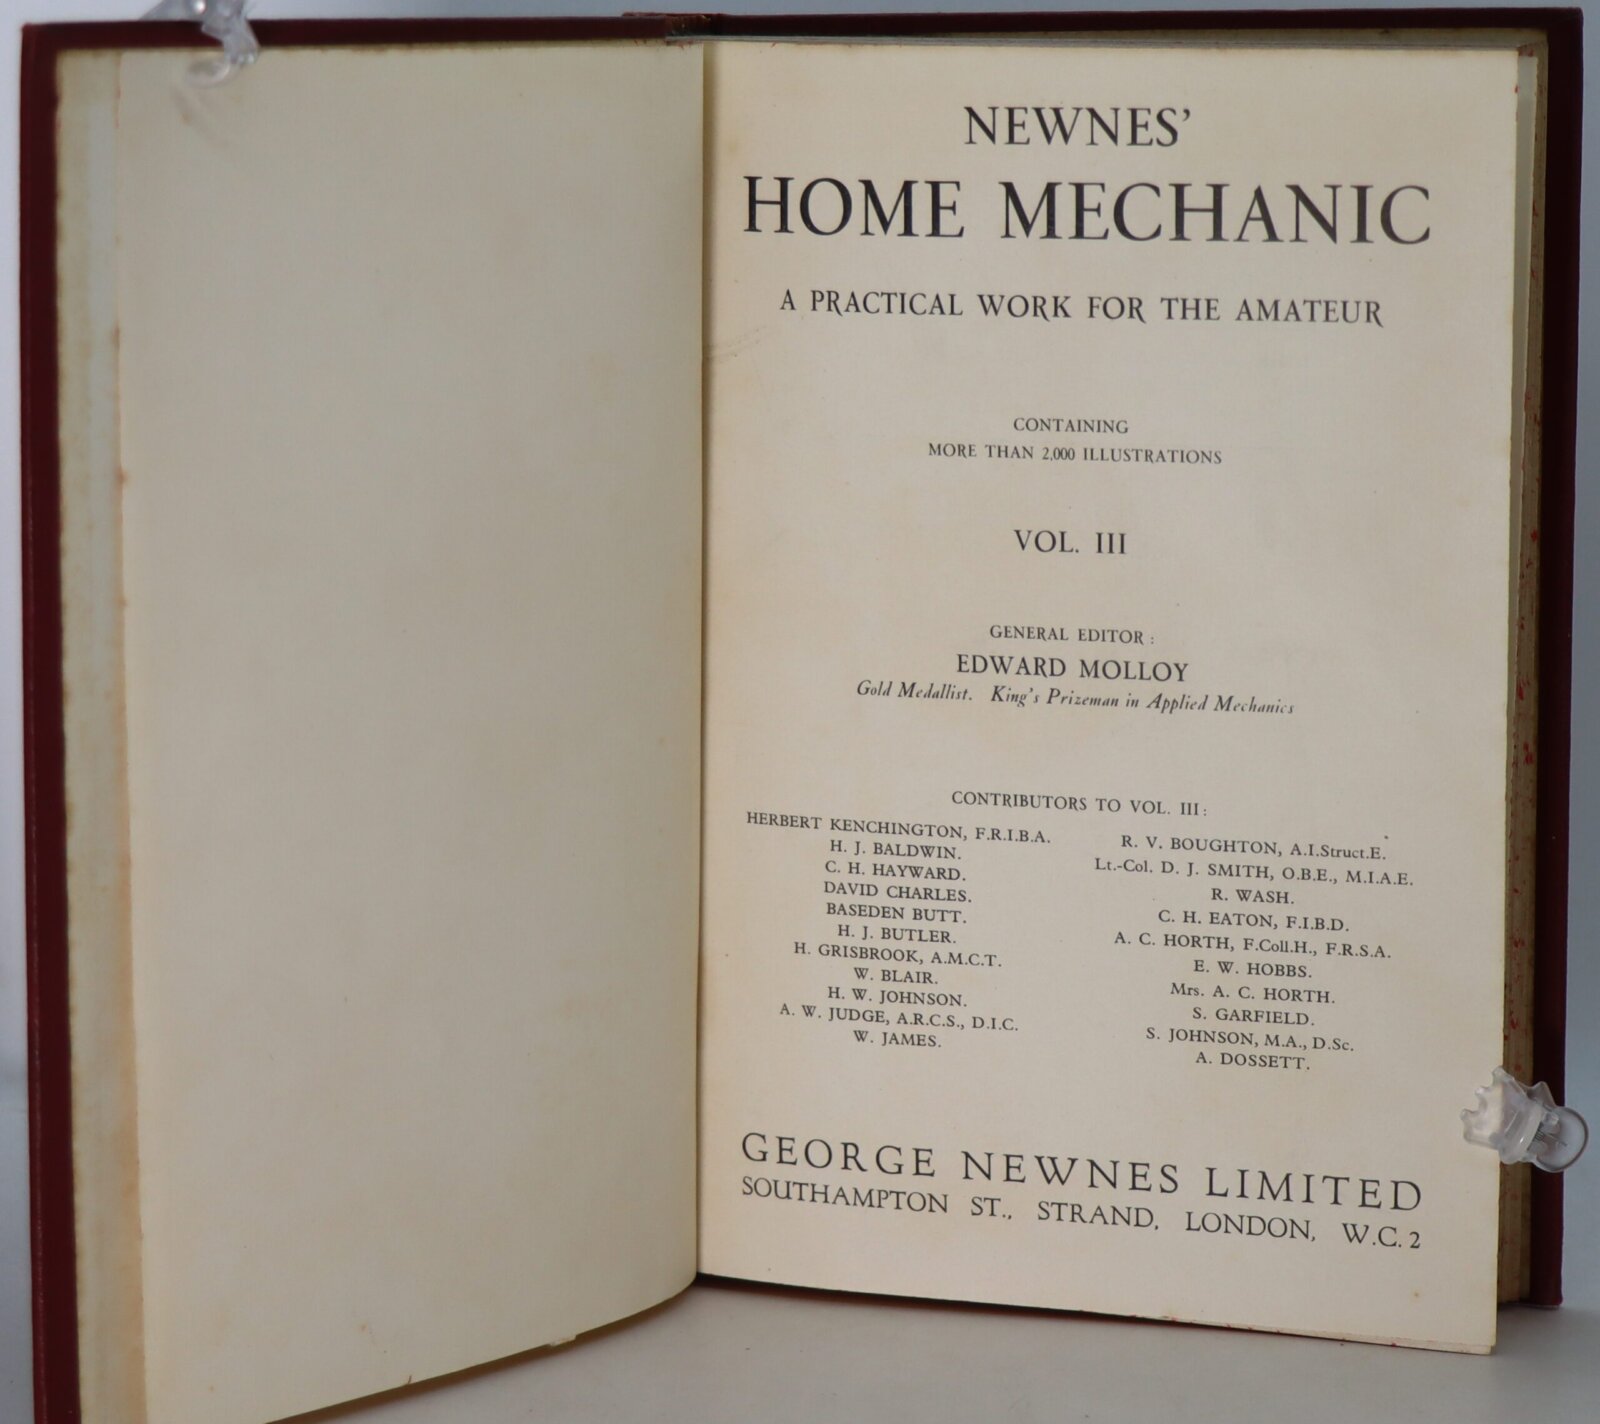 NEWNES'
HOME MECHANIC
A PRACTICAL WORK FOR THE AMATEUR
CONTAINING
MORE THAN 2,000 ILLUSTRATIONS
VOL. III
GENERAL EDITOR :
EDWARD MOLLOY
Gold Medallist. King's Prizeman in Applied Mechanics
CONTRIBUTORS TO VOL. III :
HERBERT KENCHINGTON, F.R.I.B.A.
H. J. BALDWIN.
C. H. HAYWARD.
DAVID CHARLES.
BASEDEN BUTT.
H. J. BUTLER.
H. GRISBROOK, A.M.C.T.
W. BLAIR.
H. W. JOHNSON.
A. W. JUDGE, A.R.C.S., D.I.C.
W. JAMES.
R. V. BOUGHTON, A.I.Struct.E.
Lt.-Col. D. J. SMITH, O.B.E., M.I.A.E.
R. WASH.
C. H. EATON, F.I.B.D.
A. C. HORTH, F.Coll.H., F.R.S.A.
E. W. HOBBS.
Mrs. A. C. HORTH.
S. GARFIELD.
S. JOHNSON, M.A., D.Sc.
A. DOSSETT.
GEORGE NEWNES LIMITED
SOUTHAMPTON ST., STRAND, LONDON, W.C.2